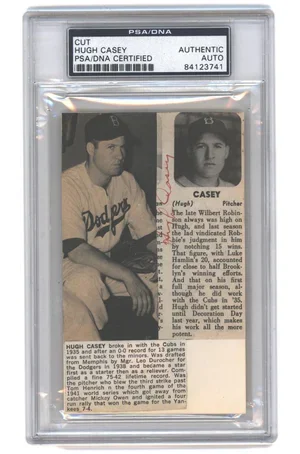 PSA/DNA
CUT
HUGH CASEY
PSA/DNA CERTIFIED
AUTHENTIC
AUTO
84123741
Dodgers
B
B
Hugh Casey
CASEY
(Hugh) Pitcher
The late Wilbert Robin-
son always was high on
Hugh, and last season
the lad vindicated Rob-
bie's judgment in him
by notching 15 wins.
That figure, with Luke
Hamlin's 20, accounted
for close to half Brook-
lyn's winning efforts.
And that on his first
full major season, al-
though he did work
with the Cubs in '35.
Hugh didn't get started
until Decoration Day
last year, which makes
his work all the more
potent.
HUGH CASEY broke in with the Cubs in
1935 and after an 0-0 record for 13 games
was sent back to the minors. Was drafted
from Memphis by Mgr. Leo Durocher for
the Dodgers in 1938 and became a star
first as a starter then as a reliever. Com-
piled a fine 75-42 lifetime record. Was
the pitcher who blew the third strike past
Tom Henrich in the fourth game of the
1941 world series which got away from
catcher Mickey Owen and ignited a four
run rally that won the game for the Yan-
kees 7-4.